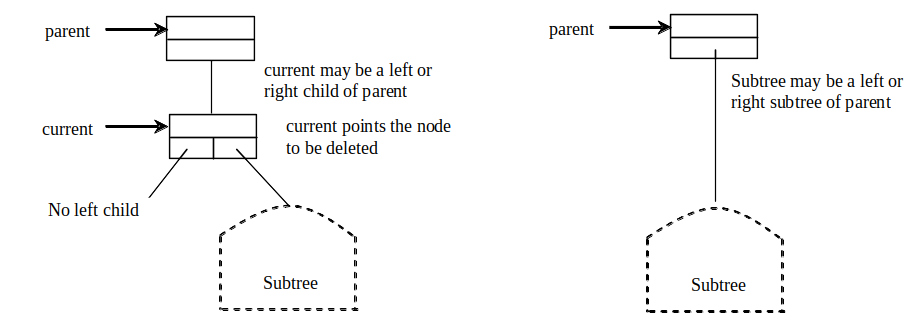 parent
current may be a left or
right child of parent
current
current points the node
to be deleted
No left child
Subtree
parent
Subtree may be a left or
right subtree of parent
Subtree